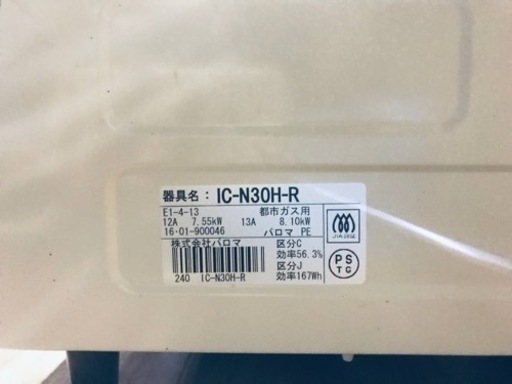 器具名：IC-N30H-R
E1-4-13 都市ガス用
12A 7.55kW 13A 8.10kW
16・01-900046 パロマ PE
株式会社パロマ 区分C
効率56.3%
区分J
240 IC-N30H-R 効率167Wh
PS
TG